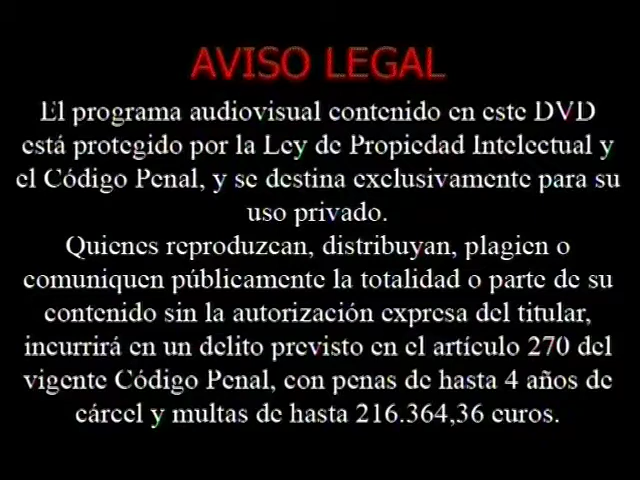 AVISO LEGAL
El programa audiovisual contenido en este DVD
está protegido por la Ley de Propiedad Intelectual y
el Código Penal, y se destina exclusivamente para su
uso privado.
Quienes reproduzcan, distribuyan, plagien o
comuniquen públicamente la totalidad o parte de su
contenido sin la autorización expresa del titular,
incurrirá en un delito previsto en el artículo 270 del
vigente Código Penal, con penas de hasta 4 años de
cárcel y multas de hasta 216.364,36 euros.